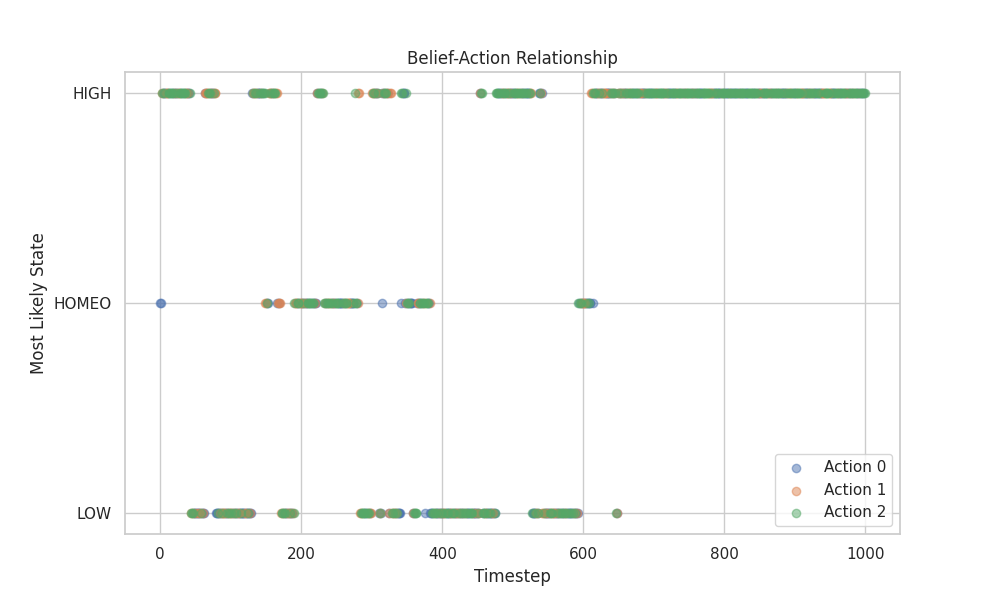 Belief-Action Relationship
HIGH
HOMEO
LOW
Most Likely State
0
200
400
600
800
1000
Timestep
Action 0
Action 1
Action 2